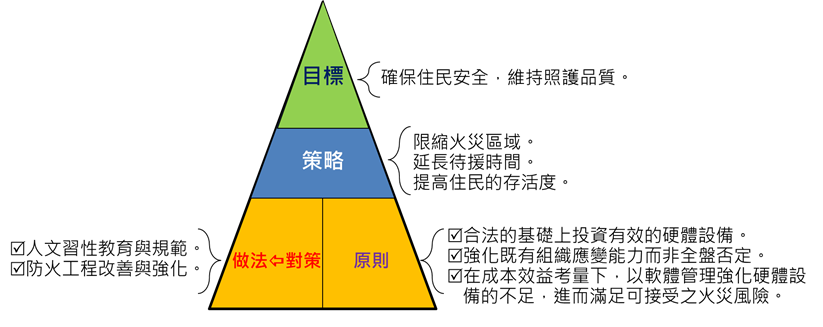 目標
確保住民安全，維持照護品質。
策略
限縮火災區域。
延長待援時間。
提高住民的存活度。
☑人文習性教育與規範。
☑防火工程改善與強化。
做法⇦對策
原則
☑合法的基礎上投資有效的硬體設備。
☑強化既有組織應變能力而非全盤否定。
☑在成本效益考量下，以軟體管理強化硬體設
備的不足，進而滿足可接受之火災風險。